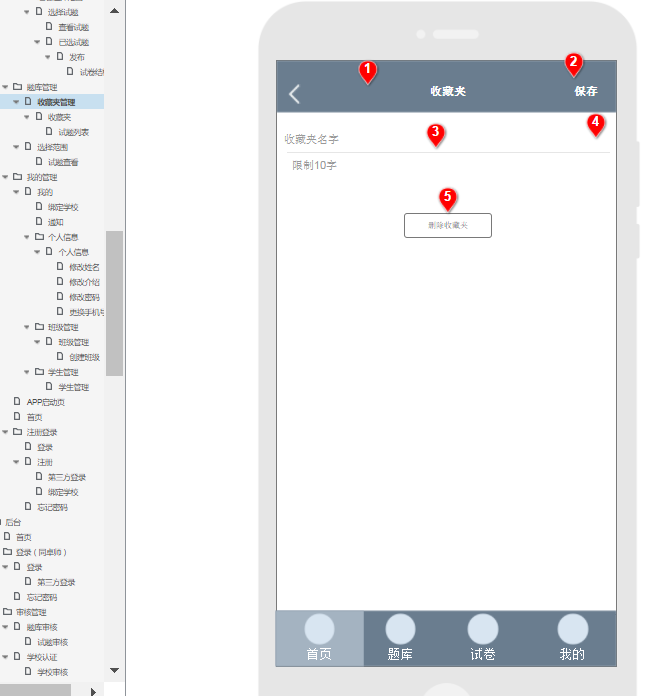 选择试题
查看试题
已选试题
发布
试卷结
题库管理
收藏夹管理
收藏夹
试题列表
选择范围
试题查看
我的管理
我的
绑定学校
通知
个人信息
个人信息
修改姓名
修改介绍
修改密码
更换手机号
班级管理
班级管理
创建班级
学生管理
学生管理
APP启动页
首页
注册登录
登录
注册
第三方登录
绑定学校
忘记密码
后台
首页
登录（同卓帅）
登录
第三方登录
忘记密码
审核管理
题库审核
试题审核
学校认证
学校审核
1
2
收藏夹
保存
3
4
收藏夹名字
限制10字
5
删除收藏夹
首页
题库
试卷
我的